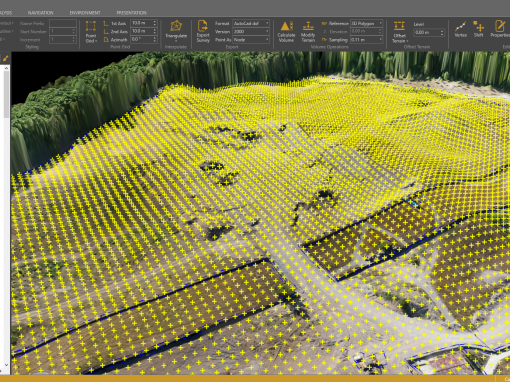 NAVIGATION ENVIRONMENT PRESENTATION
Name Prefix 1st Axis 10.0 m Format AutoCast dxf Reference 3D Polygon Level
Start Number 1 2nd Axis 10.0 m Version 2000 Elevation 0.00 m 0.00 m
Increment Azimuth 0.0 ° Point As Node Sampling 0.11 m
Point Grid Triangulate Export Survey Calculate Volume Modify Terrain Offset Terrain Vertex Shift Properties
Styling Point Grid Interpolate Export Volume Operations Offset Terrain